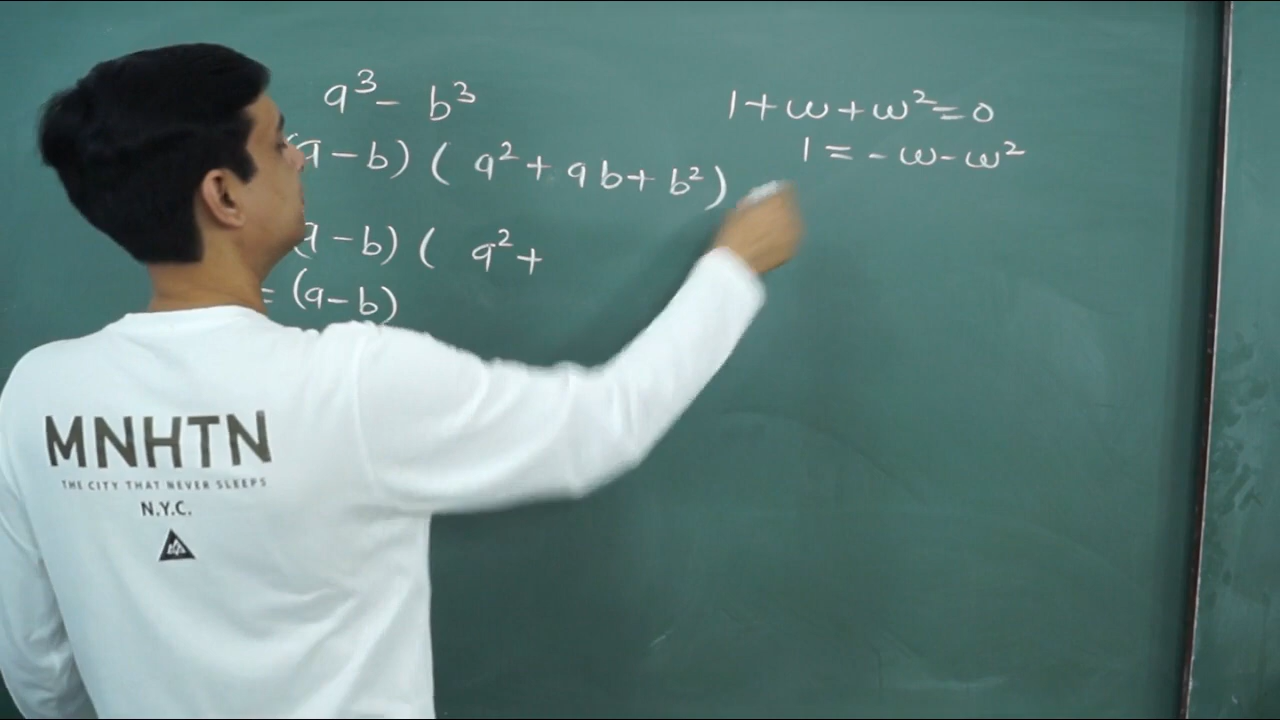 a³ - b³
(a - b) ( a² + ab + b² )
(a - b) ( a² +
= (a - b)
1 + ω + ω² = 0
1 = - ω - ω²
MNHTN
THE CITY THAT NEVER SLEEPS
N.Y.C.